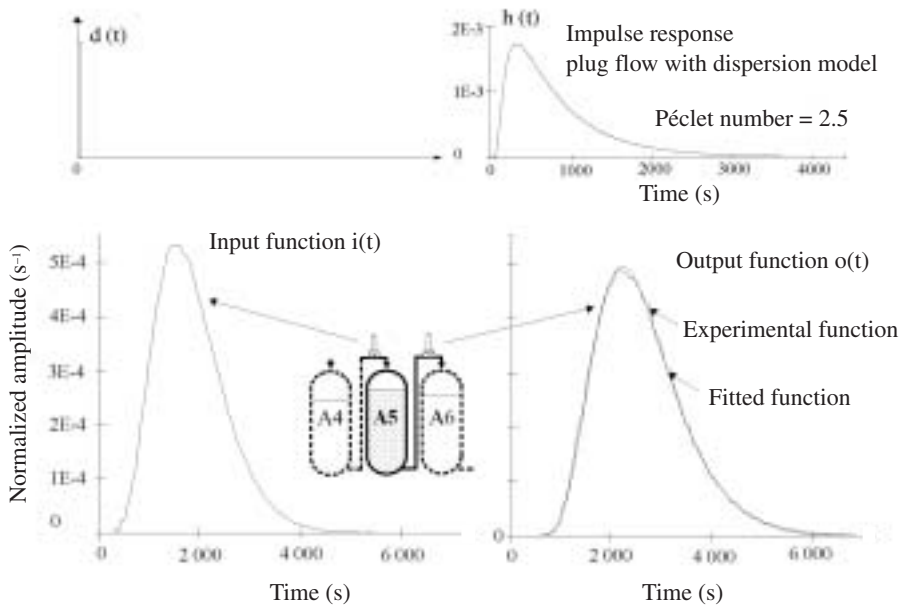 d (t)
0
h (t)
2E-3
1E-3
0
Impulse response
plug flow with dispersion model
Péclet number = 2.5
1000
2000
3000
4000
Time (s)
Normalized amplitude (s⁻¹)
5E-4
4E-4
3E-4
2E-4
1E-4
0
Input function i(t)
0
2 000
4 000
6 000
Time (s)
A4
A5
A6
Output function o(t)
Experimental function
Fitted function
0
0
2 000
4 000
6 000
Time (s)